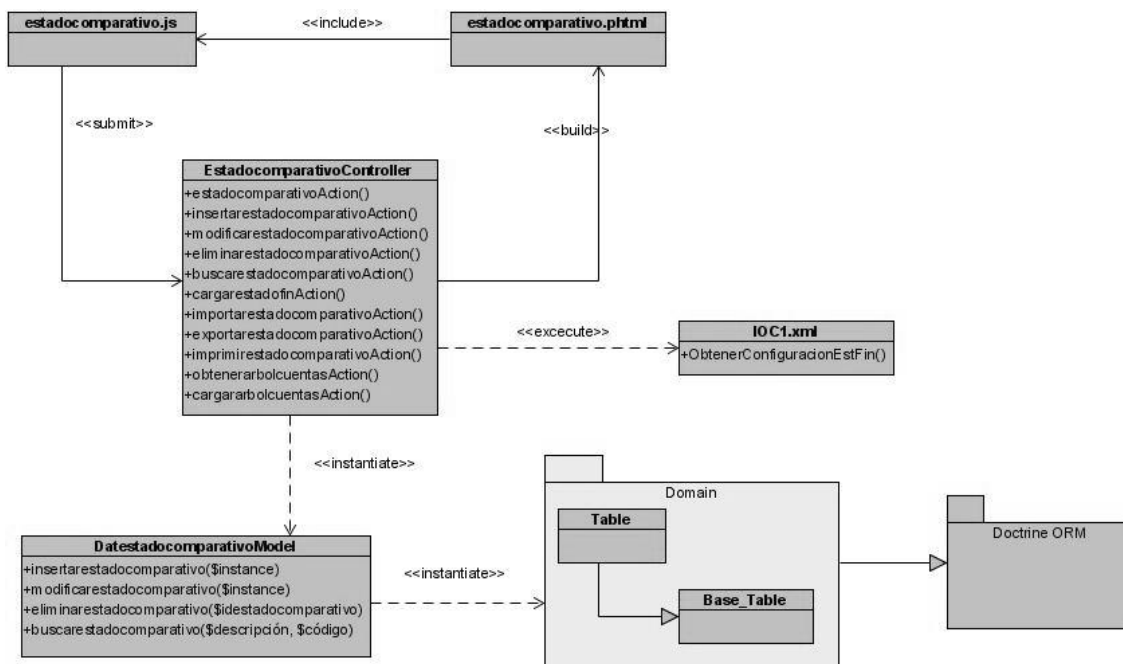 estadocomparativo.js
<<include>>
estadocomparativo.phtml
<<submit>>
<<build>>
EstadocomparativoController
+estadocomparativoAction()
+insertarestadocomparativoAction()
+modificarestadocomparativoAction()
+eliminarestadocomparativoAction()
+buscarestadocomparativoAction()
+cargarestadofinAction()
+importarestadocomparativoAction()
+exportarestadocomparativoAction()
+imprimirestadocomparativoAction()
+obtenerarbolcuentasAction()
+cargararbolcuentasAction()
<<excecute>>
IOC1.xml
+ObtenerConfiguracionEstFin()
<<instantiate>>
Domain
Table
Base_Table
Doctrine ORM
DatestadocomparativoModel
+insertarestadocomparativo($instance)
+modificarestadocomparativo($instance)
+eliminarestadocomparativo($idestadocomparativo)
+buscarestadocomparativo($descripción, $código)
<<instantiate>>